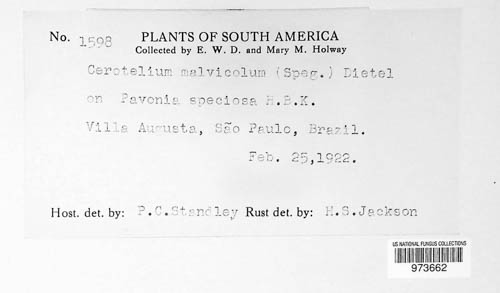 No. 1598 PLANTS OF SOUTH AMERICA
Collected by E. W. D. and Mary M. Holway
Cerotelium malvicolum (Speg.) Dietel
on Pavonia speciosa H.B.K.
Villa Augusta, São Paulo, Brazil.
Feb. 25,1922.
Host. det. by: P.C.Standley Rust det. by: H.S.Jackson
US NATIONAL FUNGUS COLLECTIONS
973662